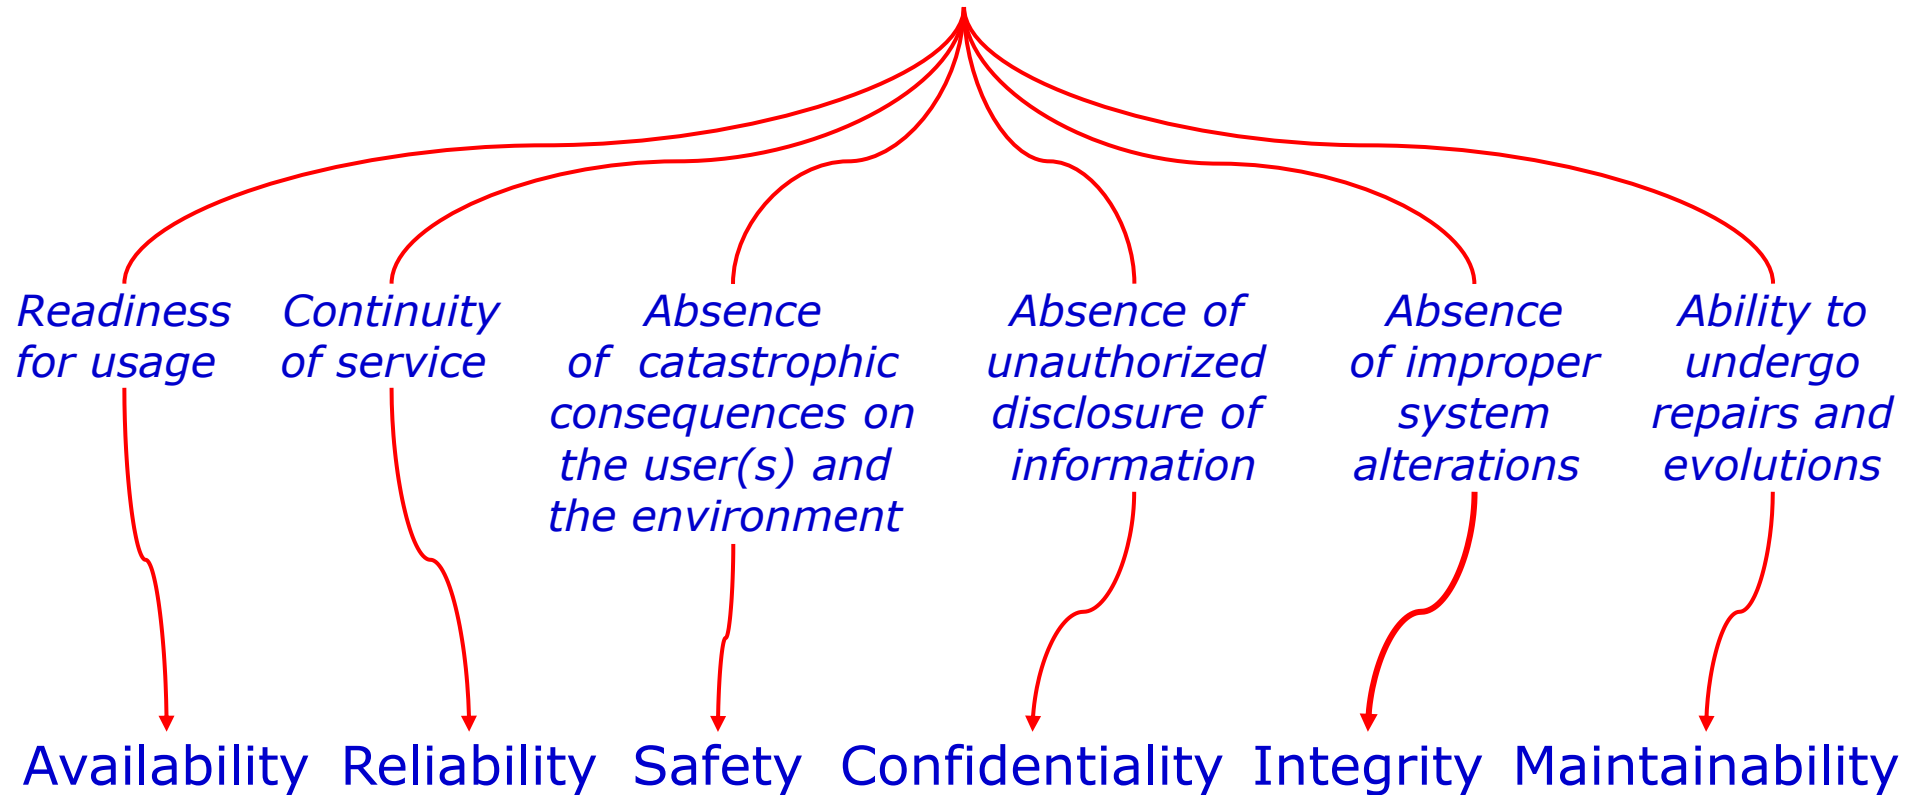 Readiness
for usage
Continuity
of service
Absence
of catastrophic
consequences on
the user(s) and
the environment
Absence of
unauthorized
disclosure of
information
Absence
of improper
system
alterations
Ability to
undergo
repairs and
evolutions
Availability
Reliability
Safety
Confidentiality
Integrity
Maintainability